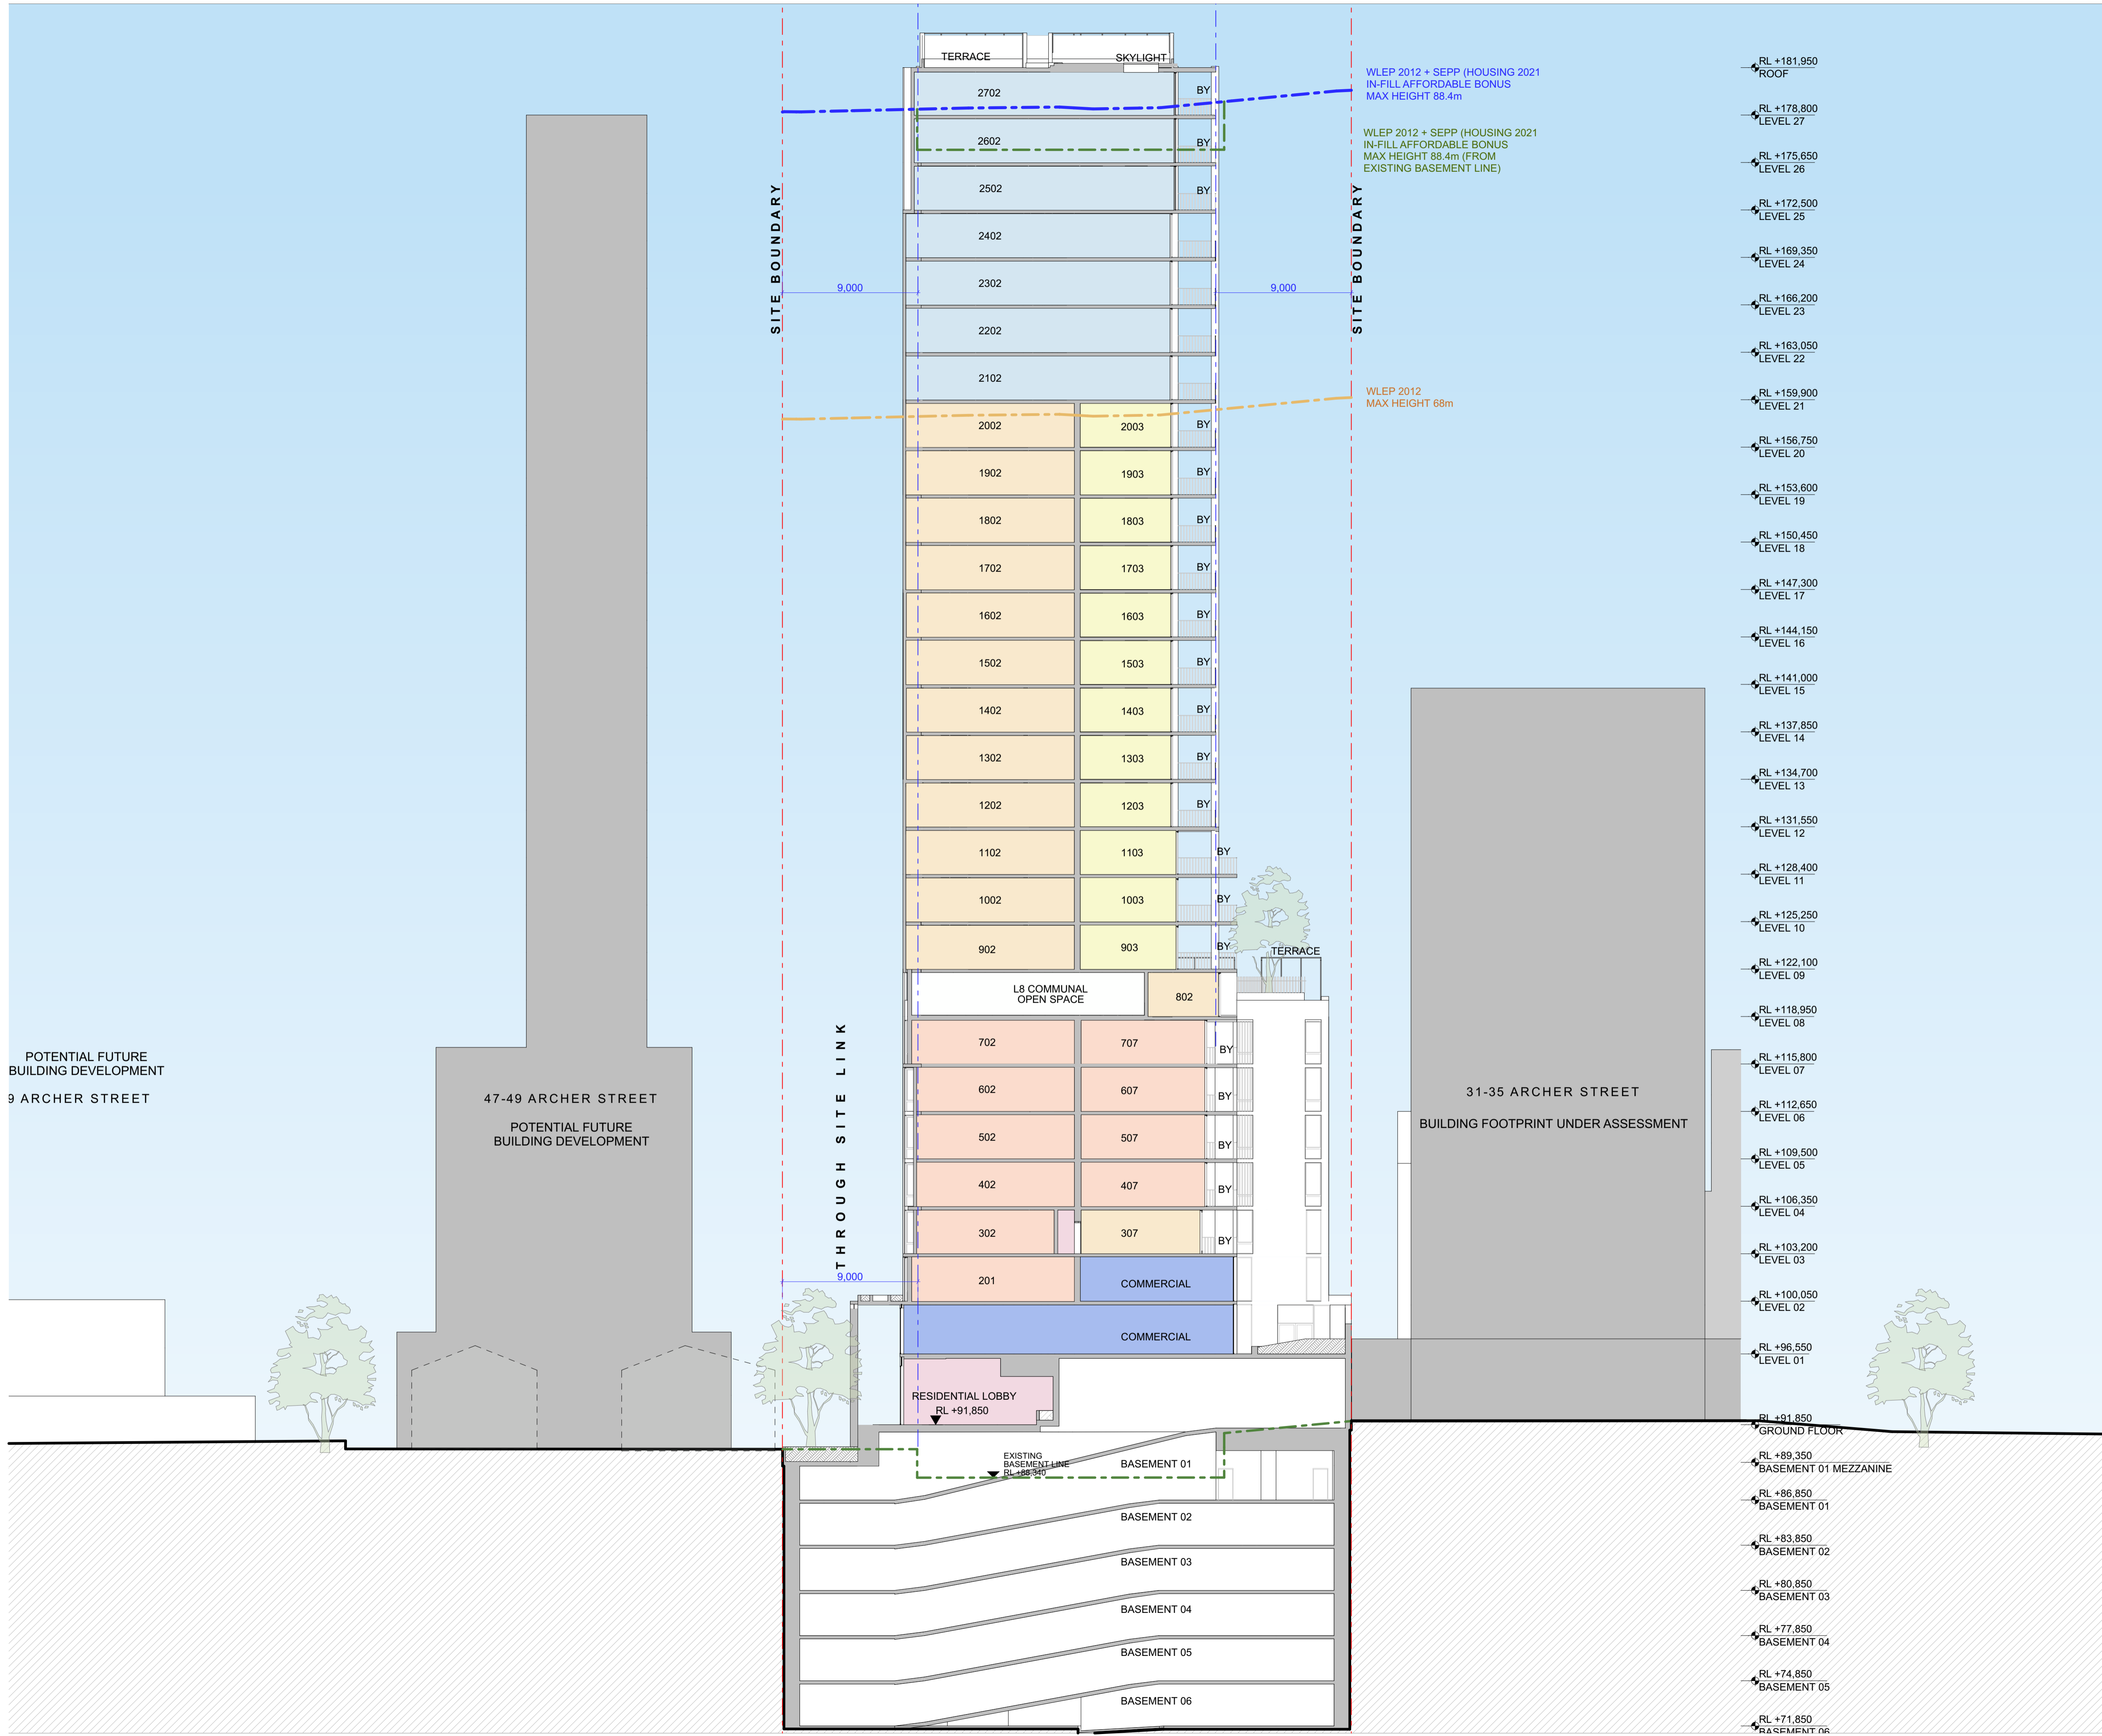 TERRACE
SKYLIGHT
2702
BY
2602
BY
2502
BY
2402
2302
2202
2102
2002
2003
BY
1902
1903
BY
1802
1803
BY
1702
1703
BY
1602
1603
BY
1502
1503
BY
1402
1403
BY
1302
1303
BY
1202
1203
BY
1102
1103
BY
1002
1003
BY
902
903
BY
TERRACE
L8 COMMUNAL
OPEN SPACE
802
702
707
BY
602
607
BY
502
507
BY
402
407
BY
302
307
BY
201
COMMERCIAL
COMMERCIAL
RESIDENTIAL LOBBY
RL +91,850
EXISTING
BASEMENT LINE
RL +88,340
BASEMENT 01
BASEMENT 02
BASEMENT 03
BASEMENT 04
BASEMENT 05
BASEMENT 06
SITE BOUNDARY
SITE BOUNDARY
9,000
9,000
THROUGH SITE LINK
9,000
WLEP 2012 + SEPP (HOUSING 2021
IN-FILL AFFORDABLE BONUS
MAX HEIGHT 88.4m
WLEP 2012 + SEPP (HOUSING 2021
IN-FILL AFFORDABLE BONUS
MAX HEIGHT 88.4m (FROM
EXISTING BASEMENT LINE)
WLEP 2012
MAX HEIGHT 68m
POTENTIAL FUTURE
BUILDING DEVELOPMENT
9 ARCHER STREET
47-49 ARCHER STREET
POTENTIAL FUTURE
BUILDING DEVELOPMENT
31-35 ARCHER STREET
BUILDING FOOTPRINT UNDER ASSESSMENT
RL +181,950
ROOF
RL +178,800
LEVEL 27
RL +175,650
LEVEL 26
RL +172,500
LEVEL 25
RL +169,350
LEVEL 24
RL +166,200
LEVEL 23
RL +163,050
LEVEL 22
RL +159,900
LEVEL 21
RL +156,750
LEVEL 20
RL +153,600
LEVEL 19
RL +150,450
LEVEL 18
RL +147,300
LEVEL 17
RL +144,150
LEVEL 16
RL +141,000
LEVEL 15
RL +137,850
LEVEL 14
RL +134,700
LEVEL 13
RL +131,550
LEVEL 12
RL +128,400
LEVEL 11
RL +125,250
LEVEL 10
RL +122,100
LEVEL 09
RL +118,950
LEVEL 08
RL +115,800
LEVEL 07
RL +112,650
LEVEL 06
RL +109,500
LEVEL 05
RL +106,350
LEVEL 04
RL +103,200
LEVEL 03
RL +100,050
LEVEL 02
RL +96,550
LEVEL 01
RL +91,850
GROUND FLOOR
RL +89,350
BASEMENT 01 MEZZANINE
RL +86,850
BASEMENT 01
RL +83,850
BASEMENT 02
RL +80,850
BASEMENT 03
RL +77,850
BASEMENT 04
RL +74,850
BASEMENT 05
RL +71,850
BASEMENT 06